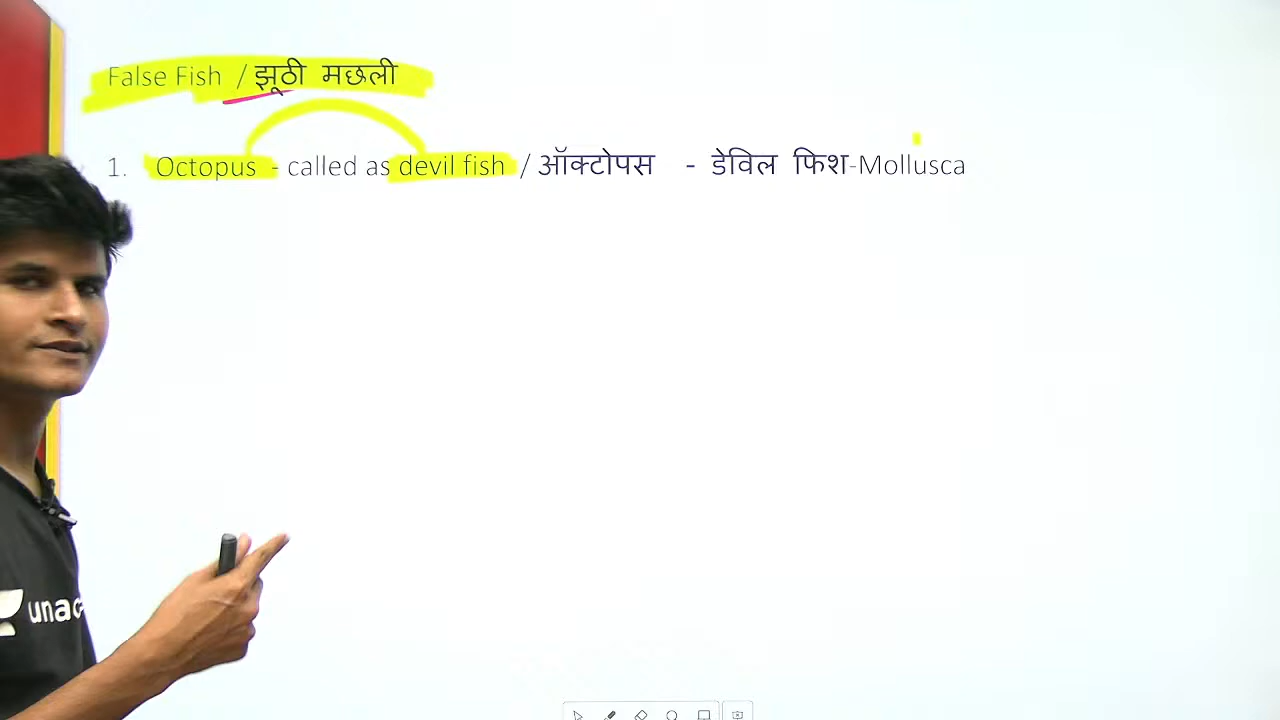 False Fish / झूठी मछली
1. Octopus - called as devil fish / ऑक्टोपस - डेविल फिश-Mollusca
unac